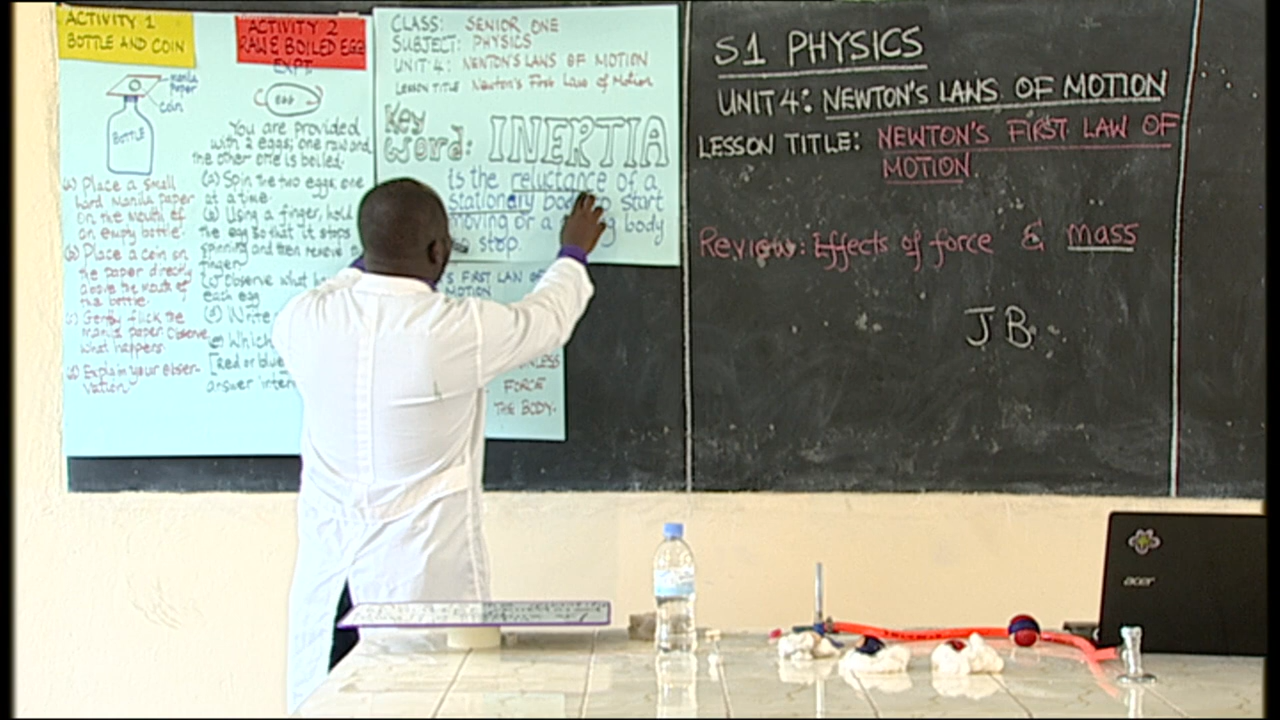 ACTIVITY 1
BOTTLE AND COIN
manila
paper
coin
BOTTLE
(a) Place a small
hard Manila paper
on the mouth of
an empty bottle.
(b) Place a coin on
the paper directly
above the mouth of
the bottle.
(c) Gently flick the
Manila paper. Observe
what happens.
(d) Explain your obser-
vation.
ACTIVITY 2
RAW & BOILED EGG
EXPT.
egg
You are provided
with 2 eggs; one raw and
the other one is boiled.
(a) Spin the two eggs, one
at a time.
(b) Using a finger, hold
the egg so that it stops
spinning and then remove
finger
(c) Observe what
each egg
(d) Write
(e) Which
[Red or blue
answer
CLASS: SENIOR ONE
SUBJECT: PHYSICS
UNIT 4: NEWTON'S LAWS OF MOTION
LESSON TITLE Newton's First Law of Motion
Key
Word: INERTIA
is the reluctance of a
stationary body to start
moving or a body
stop.
'S FIRST LAW OF
MOTION
UNLESS
FORCE
THE BODY.
S1 PHYSICS
UNIT 4: NEWTON'S LAWS OF MOTION
LESSON TITLE: NEWTON'S FIRST LAW OF
MOTION
Review: Effects of force & mass
JB
acer